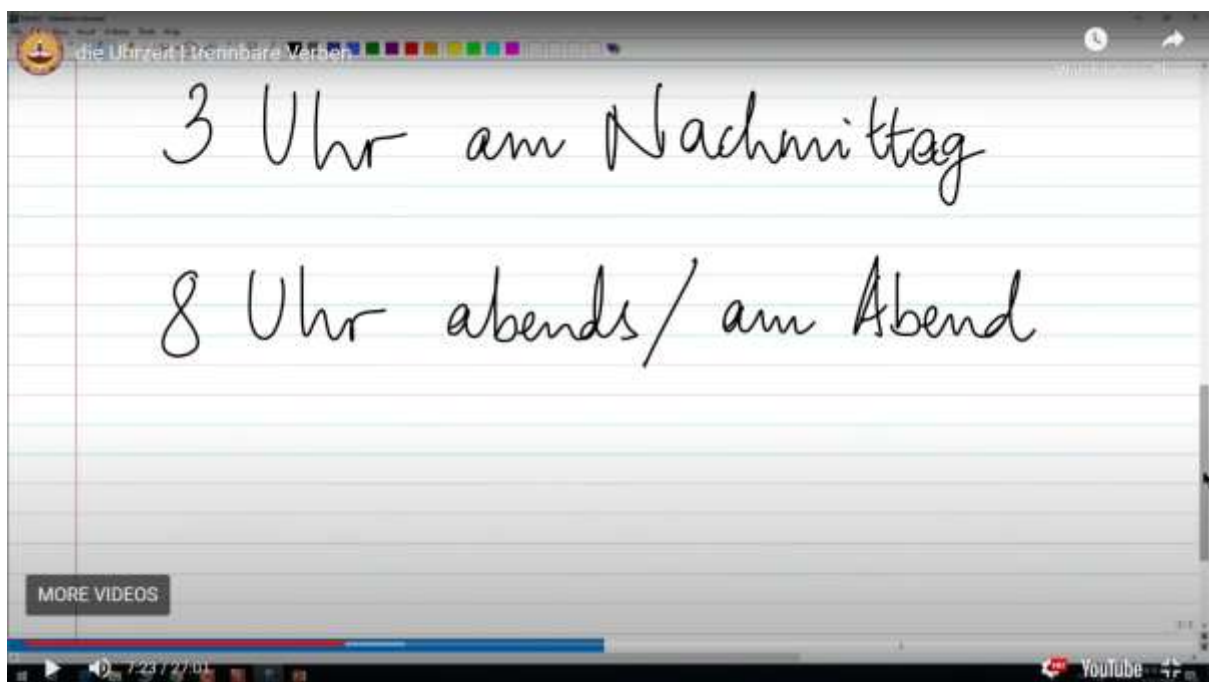 die Uhrzeit | trennbare Verben
3 Uhr am Nachmittag
8 Uhr abends / am Abend
MORE VIDEOS
7:23 / 27:01
YouTube